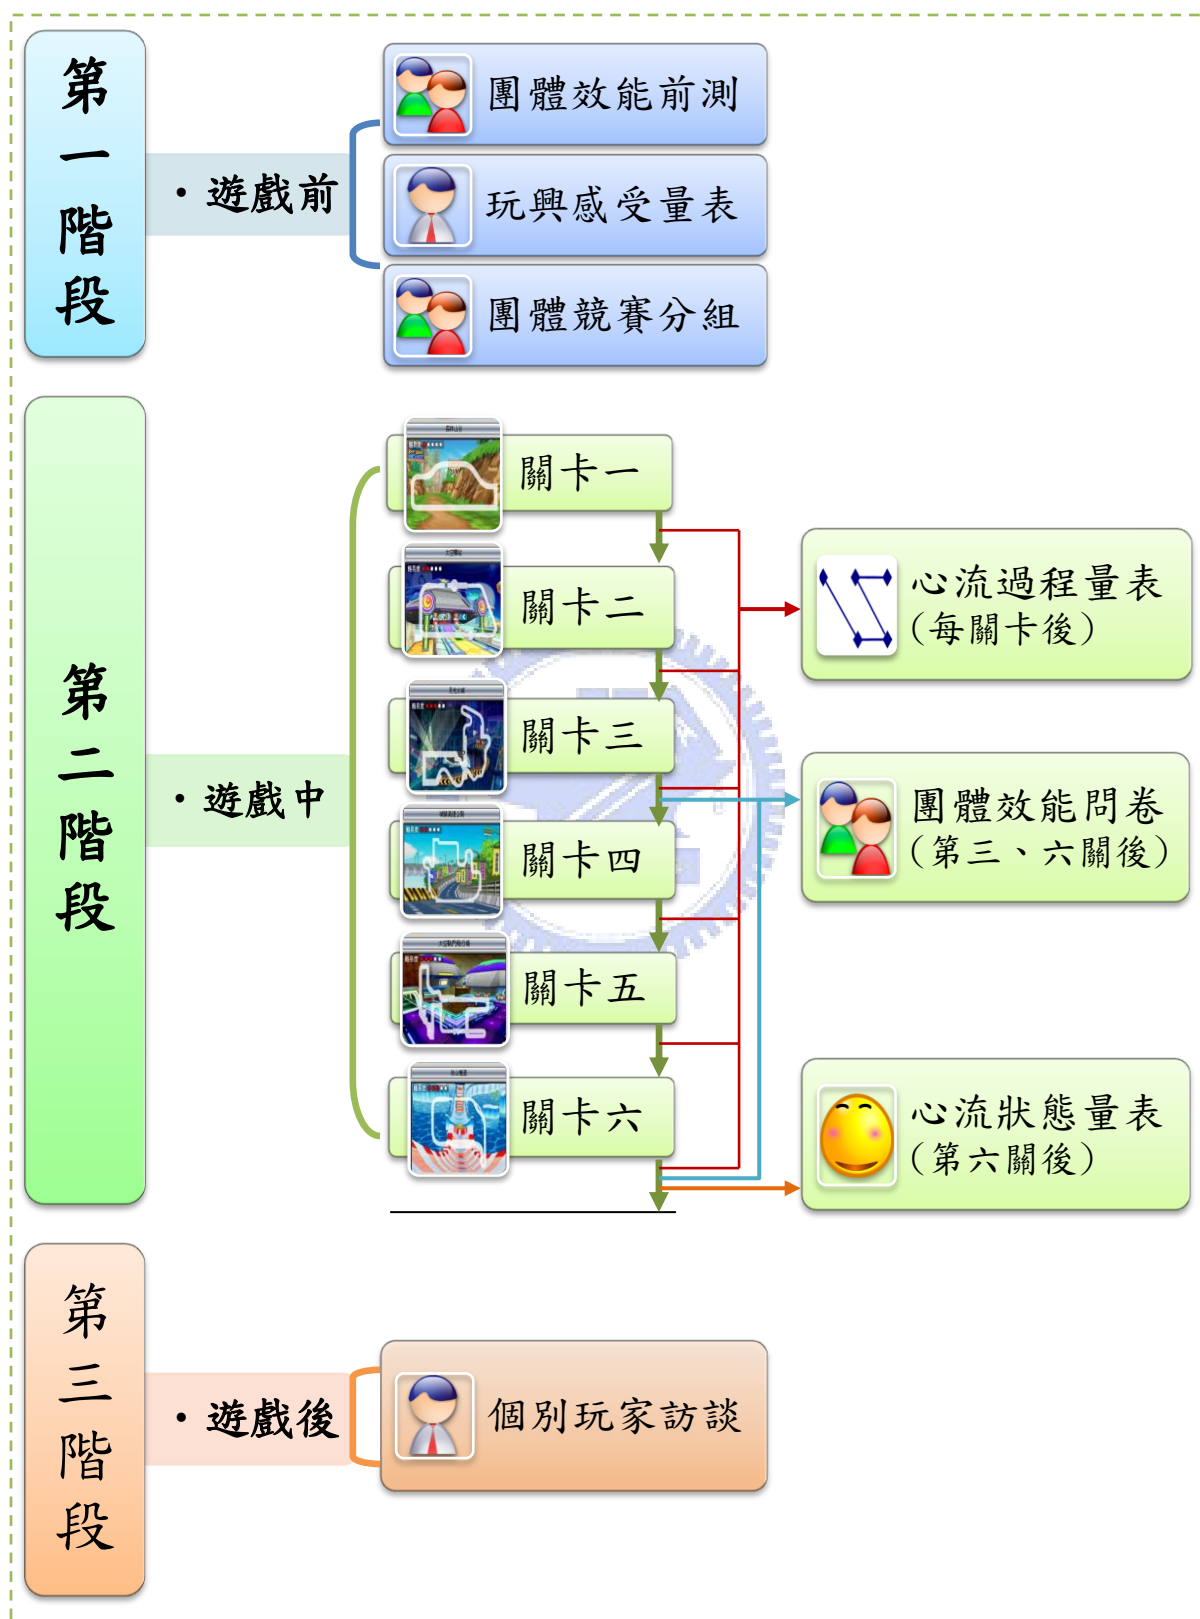 第一階段
・遊戲前
團體效能前測
玩興感受量表
團體競賽分組
第二階段
・遊戲中
關卡一
關卡二
關卡三
關卡四
關卡五
關卡六
心流過程量表
(每關卡後)
團體效能問卷
(第三、六關後)
心流狀態量表
(第六關後)
第三階段
・遊戲後
個別玩家訪談